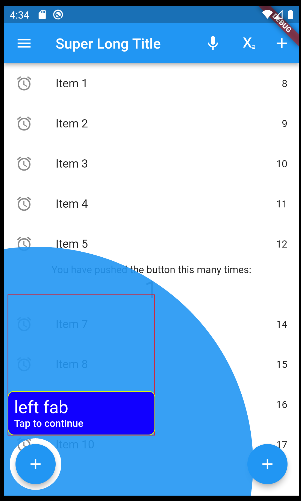 4:34
DEBUG
Super Long Title
Item 1 8
Item 2 9
Item 3 10
Item 4 11
Item 5 12
You have pushed the button this many times:
Item 7 14
Item 8 15
16
left fab
Tap to continue
Item 10 17